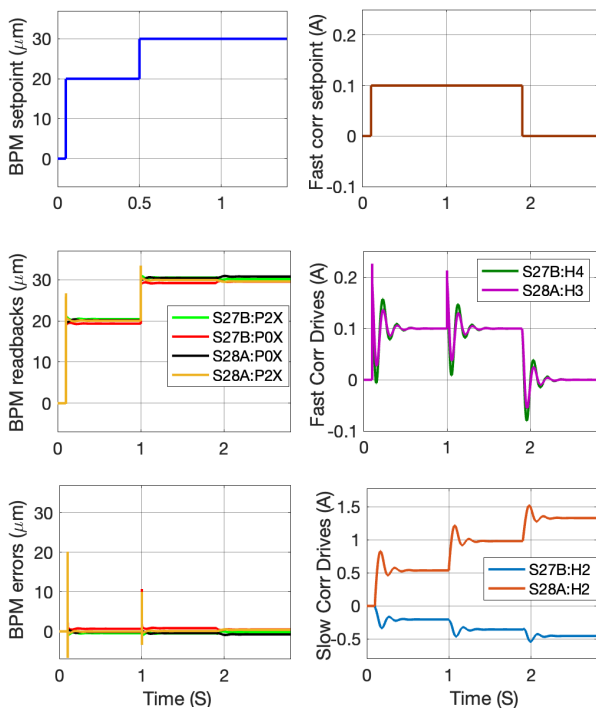 BPM setpoint (μm)
30
20
10
0
0
0.5
1
Fast corr setpoint (A)
0.2
0.1
0
-0.1
0
1
2
BPM readbacks (μm)
30
20
10
0
0
1
2
S27B:P2X
S27B:P0X
S28A:P0X
S28A:P2X
Fast Corr Drives (A)
0.2
0.1
0
-0.1
0
1
2
S27B:H4
S28A:H3
BPM errors (μm)
30
20
10
0
0
1
2
Time (S)
Slow Corr Drives (A)
1.5
1
0.5
0
-0.5
0
1
2
S27B:H2
S28A:H2
Time (S)